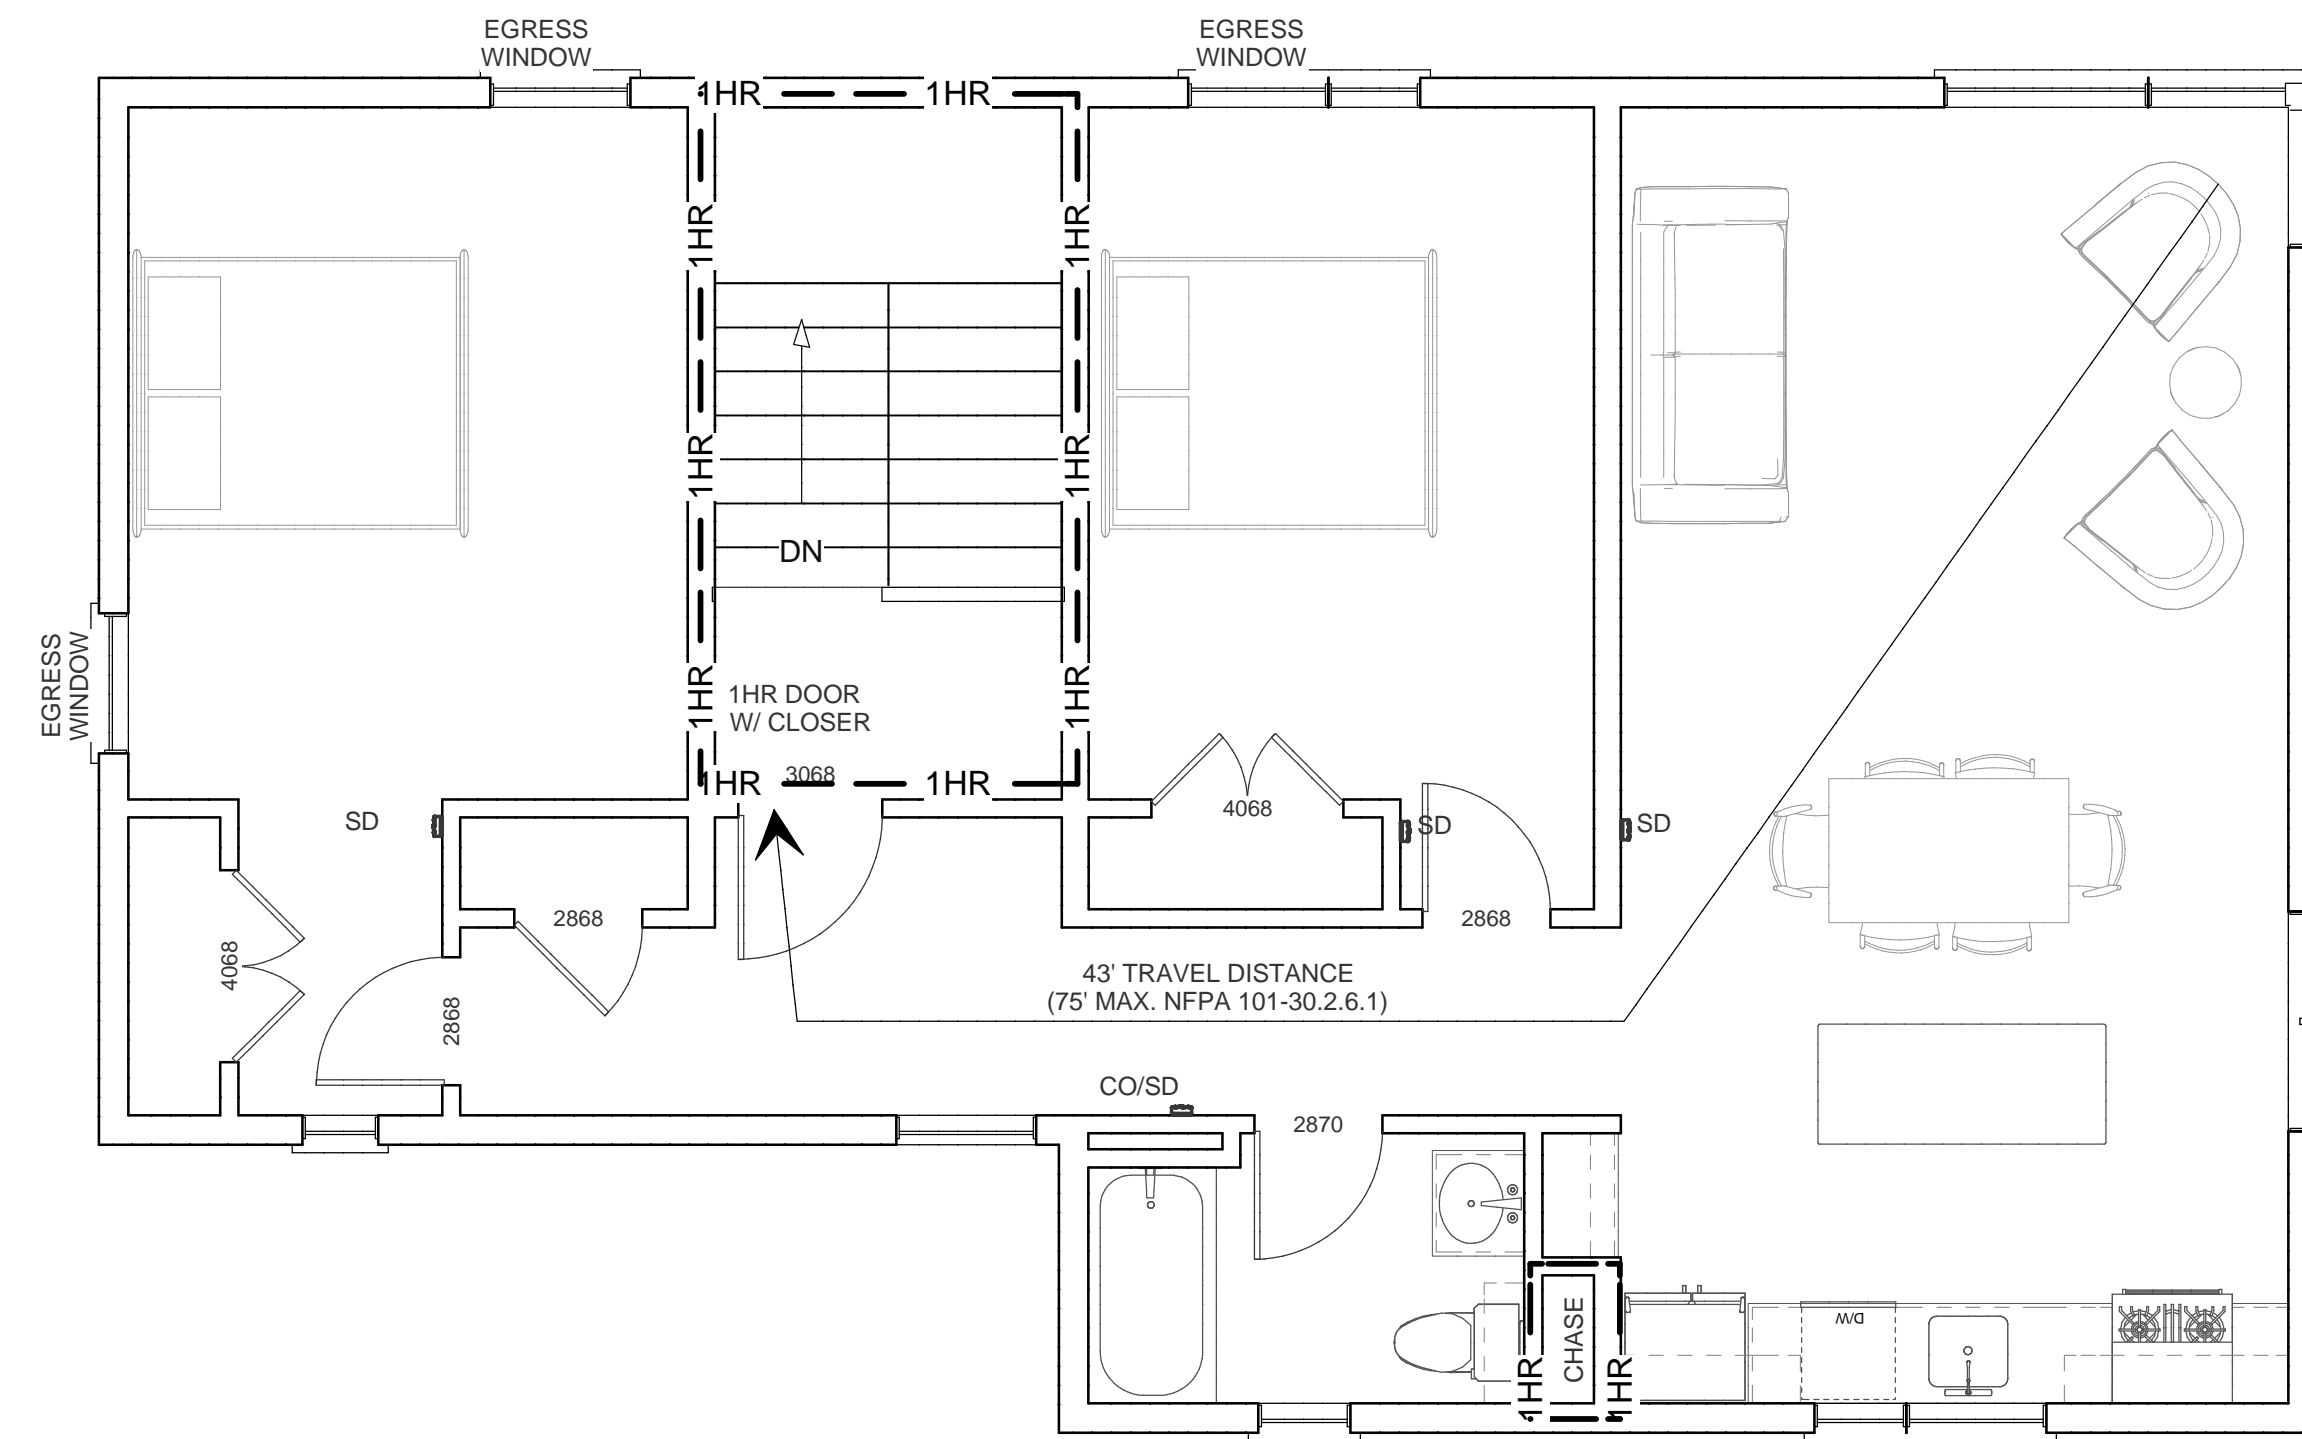 EGRESS
WINDOW
EGRESS
WINDOW
1HR
1HR
1HR
1HR
1HR
1HR
DN
EGRESS
WINDOW
1HR
1HR
1HR DOOR
W/ CLOSER
3068
1HR
1HR
4068
SD
SD
SD
2868
2868
4068
2868
43' TRAVEL DISTANCE
(75' MAX. NFPA 101-30.2.6.1)
CO/SD
2870
CHASE
1HR
1HR
D/W